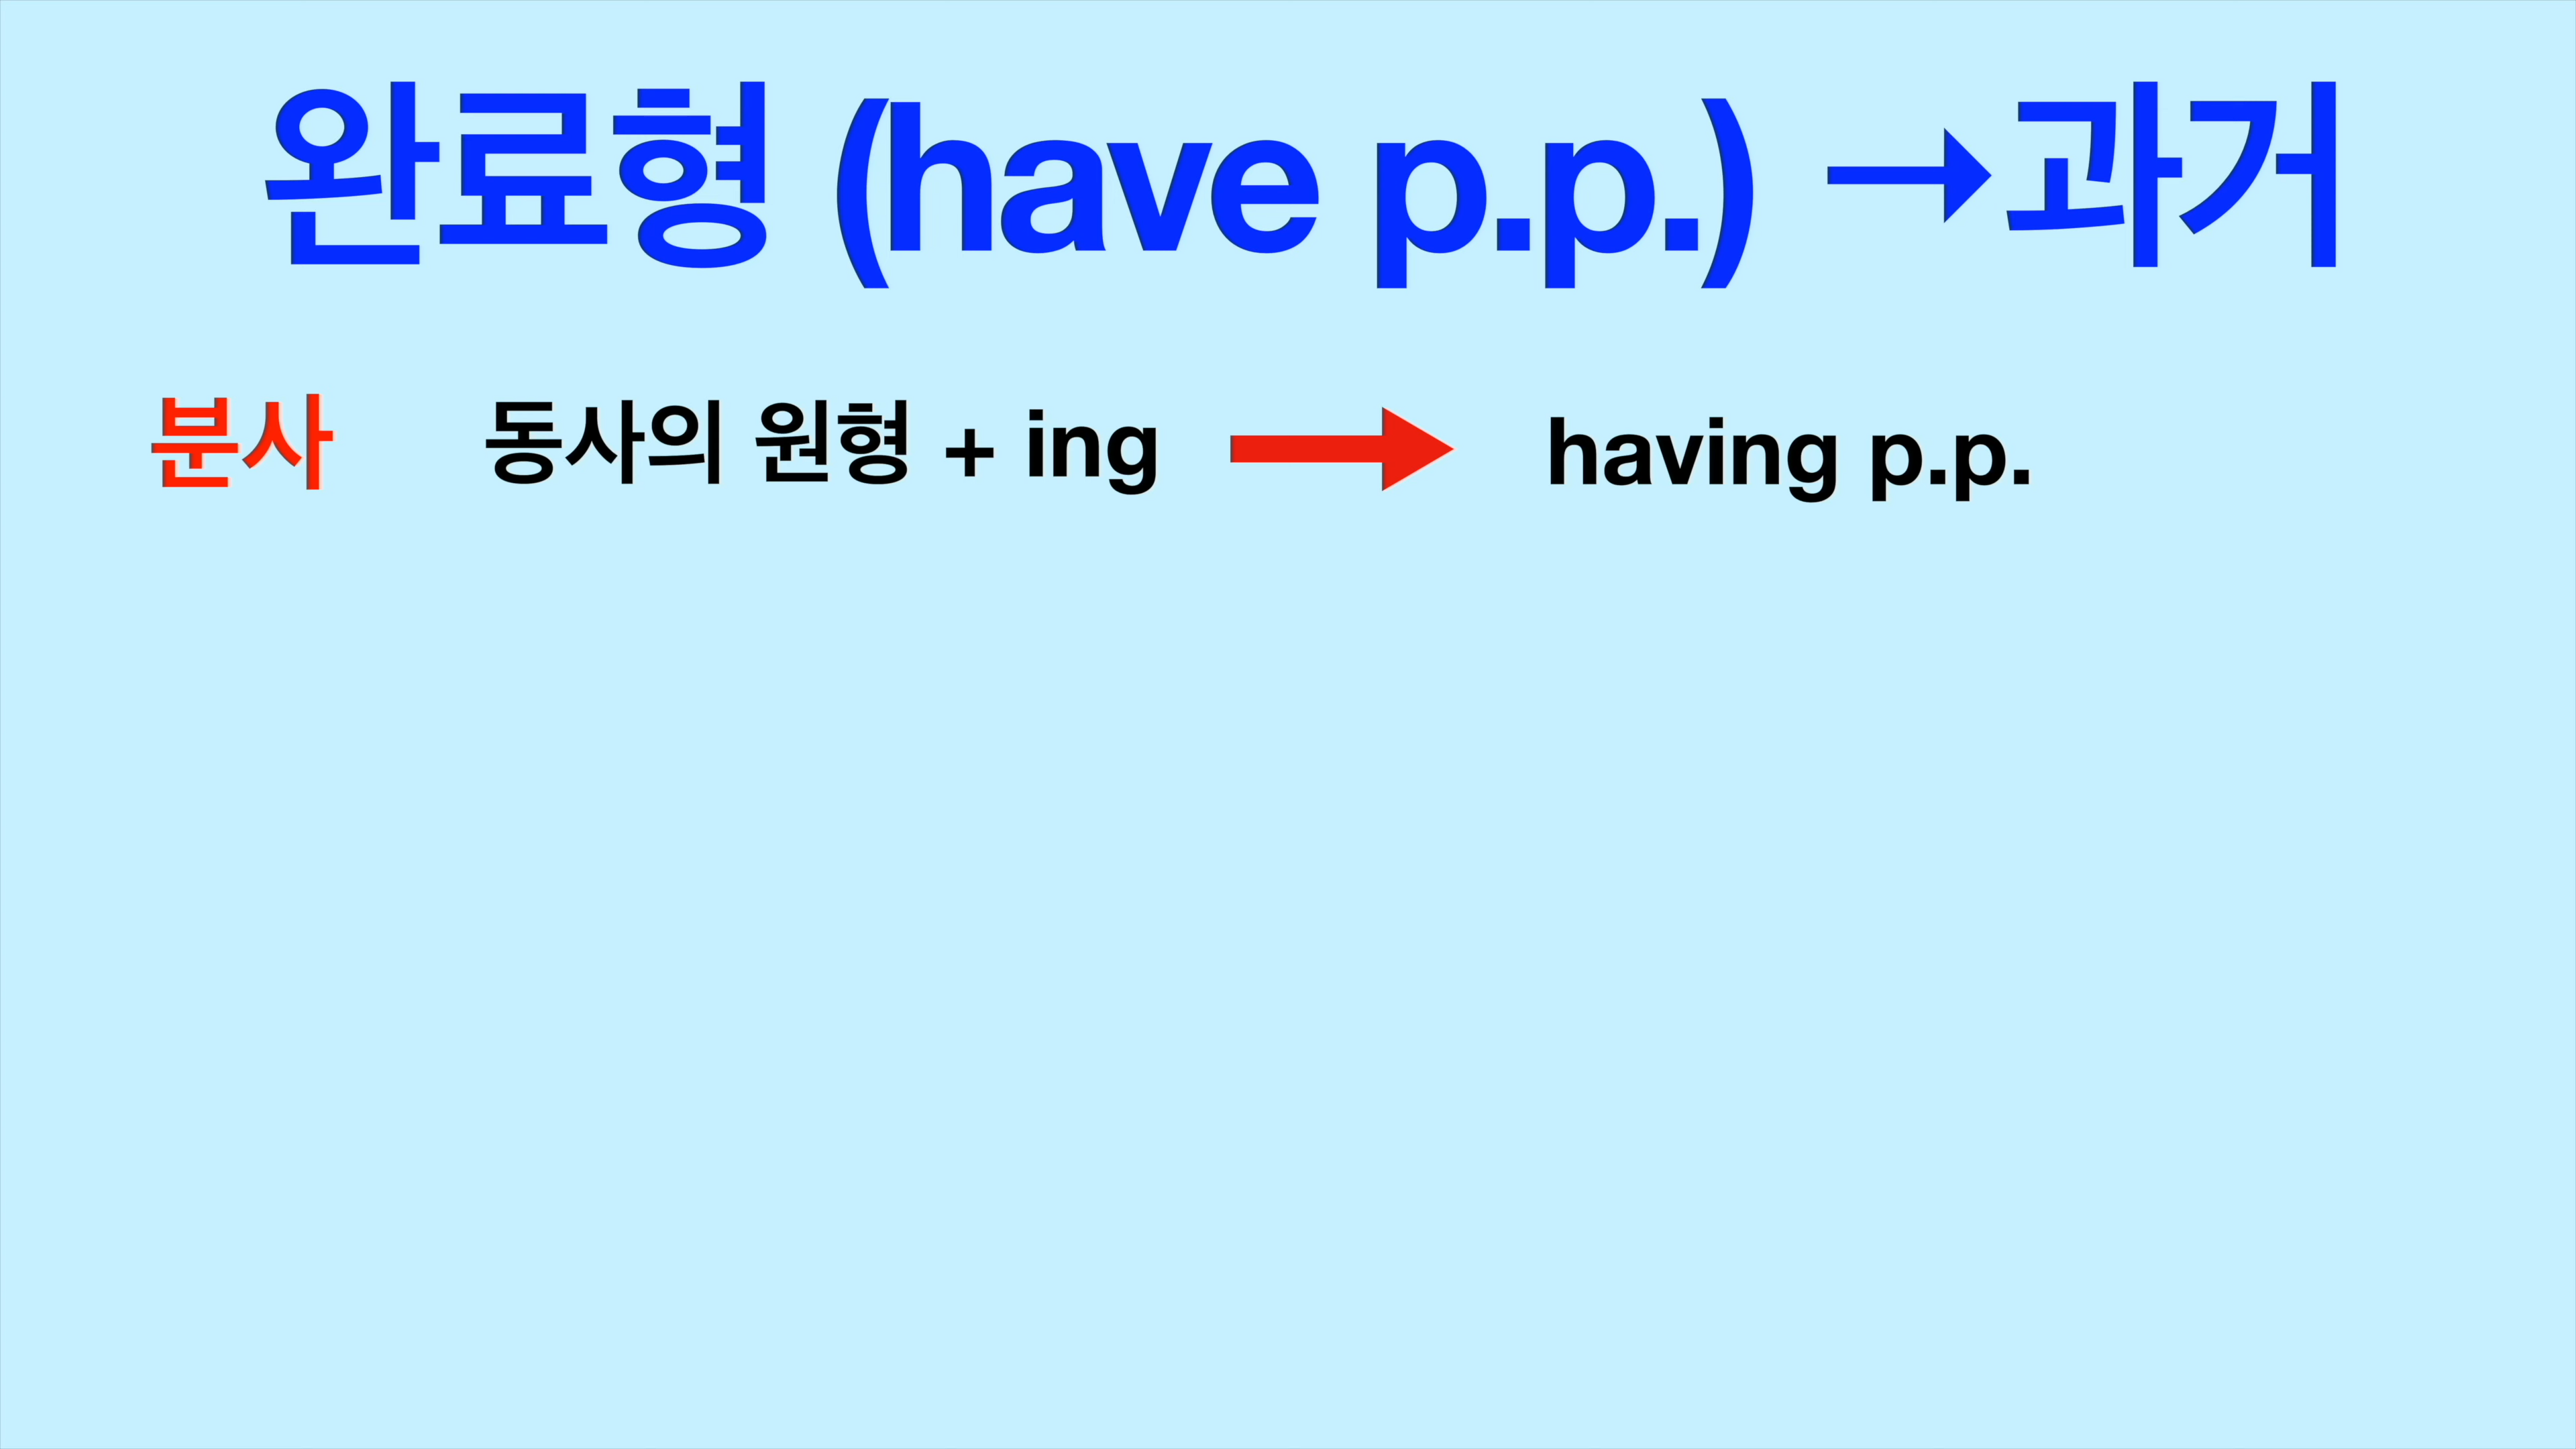 완료형 (have p.p.) →과거
분사 동사의 원형 + ing having p.p.